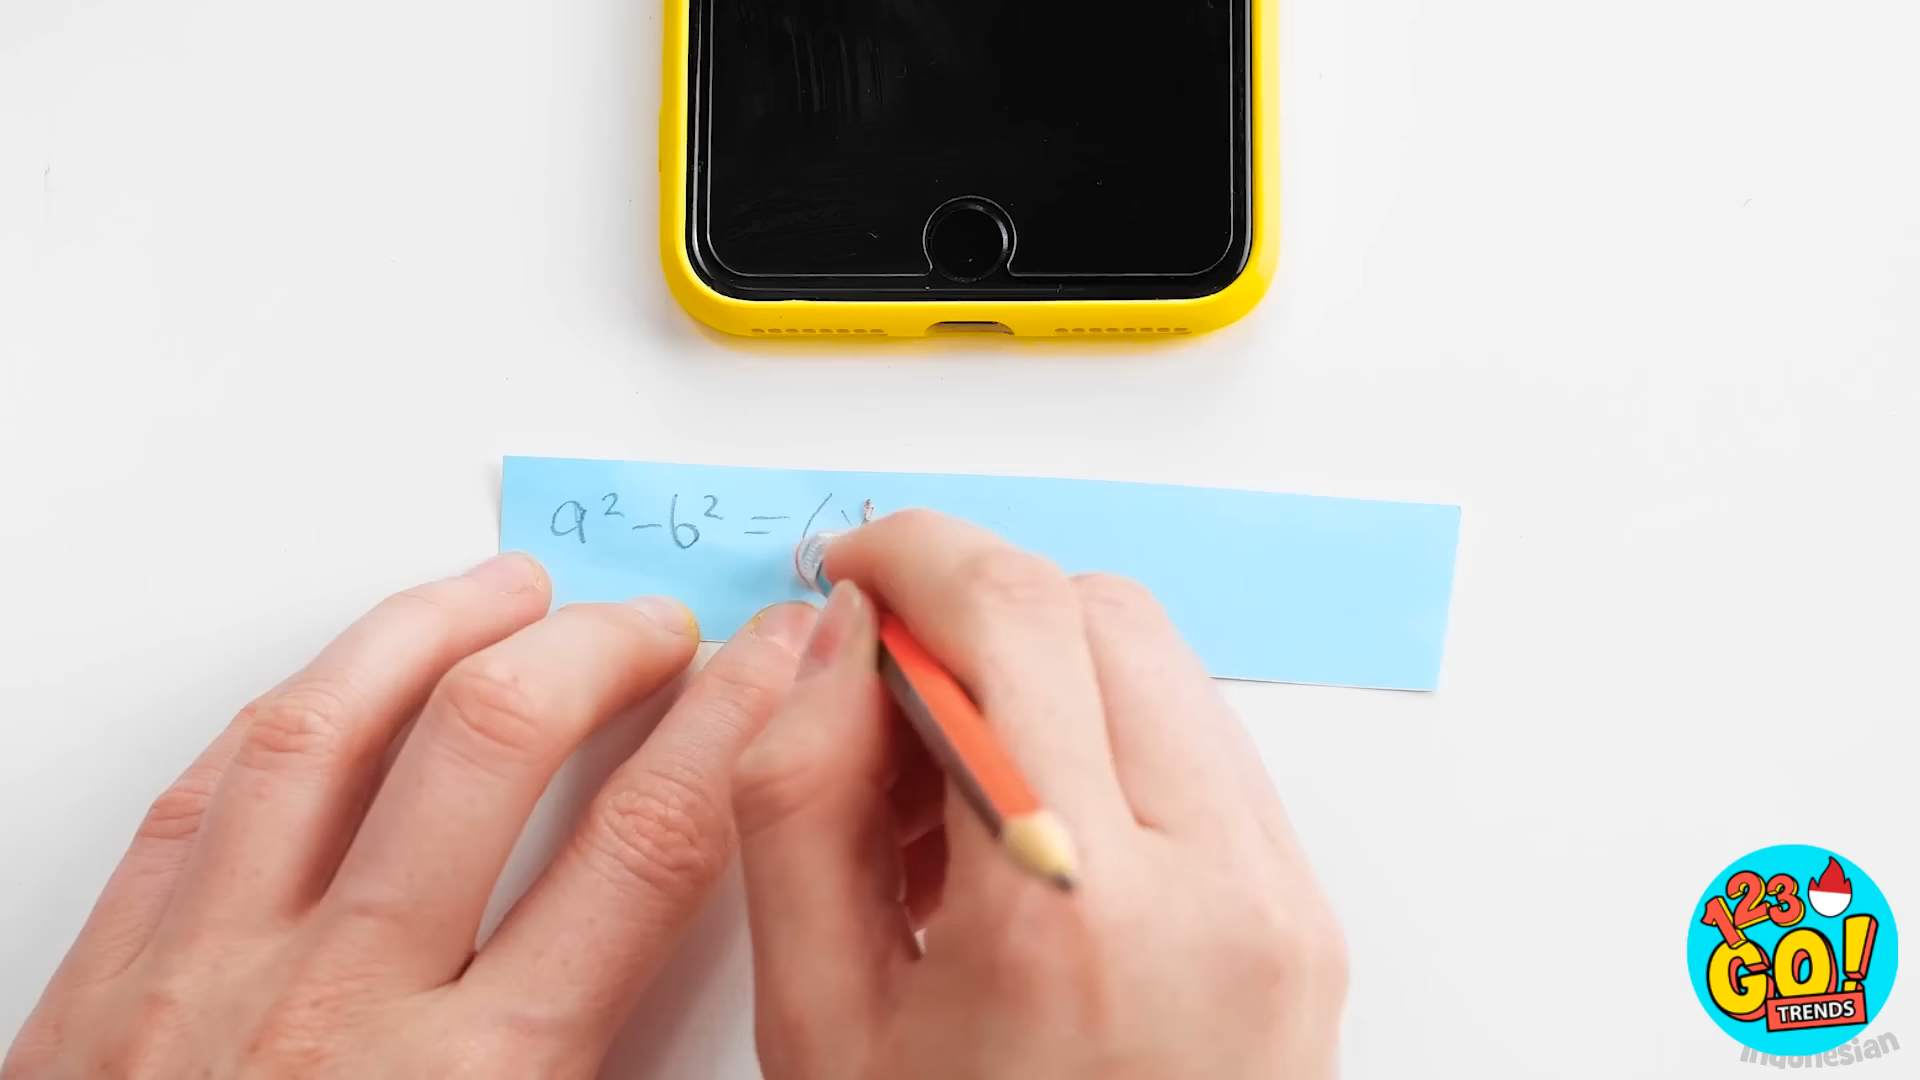 a² - b² = (
123
GO!
TRENDS
Indonesian